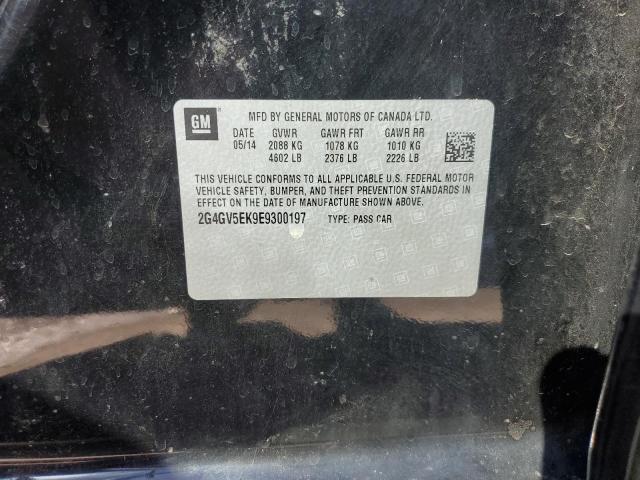 GM
MFD BY GENERAL MOTORS OF CANADA LTD.
DATE GVWR GAWR FRT GAWR RR
05/14 2088 KG 1078 KG 1010 KG
4602 LB 2376 LB 2226 LB
THIS VEHICLE CONFORMS TO ALL APPLICABLE U.S. FEDERAL MOTOR
VEHICLE SAFETY, BUMPER, AND THEFT PREVENTION STANDARDS IN
EFFECT ON THE DATE OF MANUFACTURE SHOWN ABOVE.
2G4GV5EK9E9300197 TYPE: PASS CAR